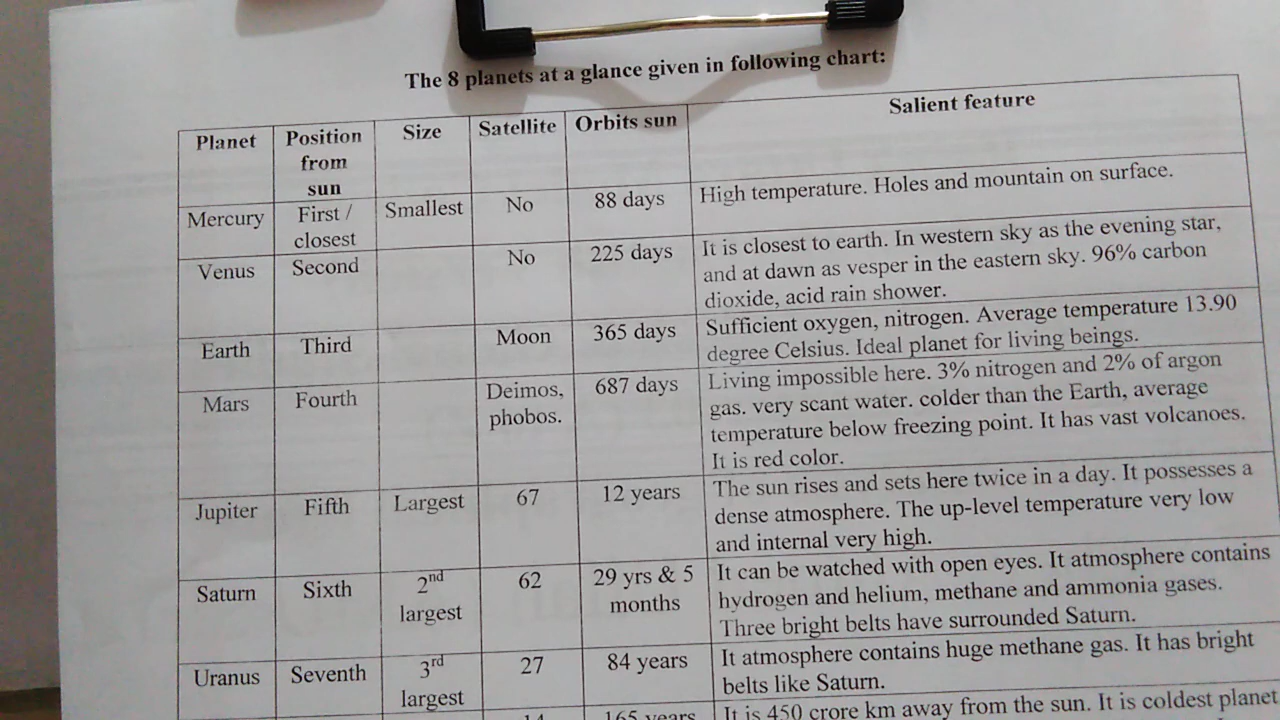 The 8 planets at a glance given in following chart:
Planet Position from sun Size Satellite Orbits sun Salient feature
Mercury First / closest Smallest No 88 days High temperature. Holes and mountain on surface.
Venus Second No 225 days It is closest to earth. In western sky as the evening star,
and at dawn as vesper in the eastern sky. 96% carbon
dioxide, acid rain shower.
Earth Third Moon 365 days Sufficient oxygen, nitrogen. Average temperature 13.90
degree Celsius. Ideal planet for living beings.
Mars Fourth Deimos, phobos. 687 days Living impossible here. 3% nitrogen and 2% of argon
gas. very scant water. colder than the Earth, average
temperature below freezing point. It has vast volcanoes.
It is red color.
Jupiter Fifth Largest 67 12 years The sun rises and sets here twice in a day. It possesses a
dense atmosphere. The up-level temperature very low
and internal very high.
Saturn Sixth 2nd largest 62 29 yrs & 5 months It can be watched with open eyes. It atmosphere contains
hydrogen and helium, methane and ammonia gases.
Three bright belts have surrounded Saturn.
Uranus Seventh 3rd largest 27 84 years It atmosphere contains huge methane gas. It has bright
belts like Saturn.
14 165 years It is 450 crore km away from the sun. It is coldest planet